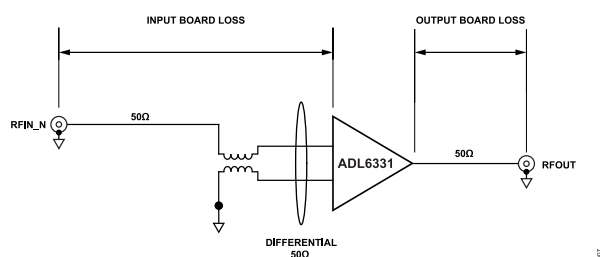 INPUT BOARD LOSS
OUTPUT BOARD LOSS
RFIN_N
50Ω
ADL6331
50Ω
RFOUT
DIFFERENTIAL
50Ω